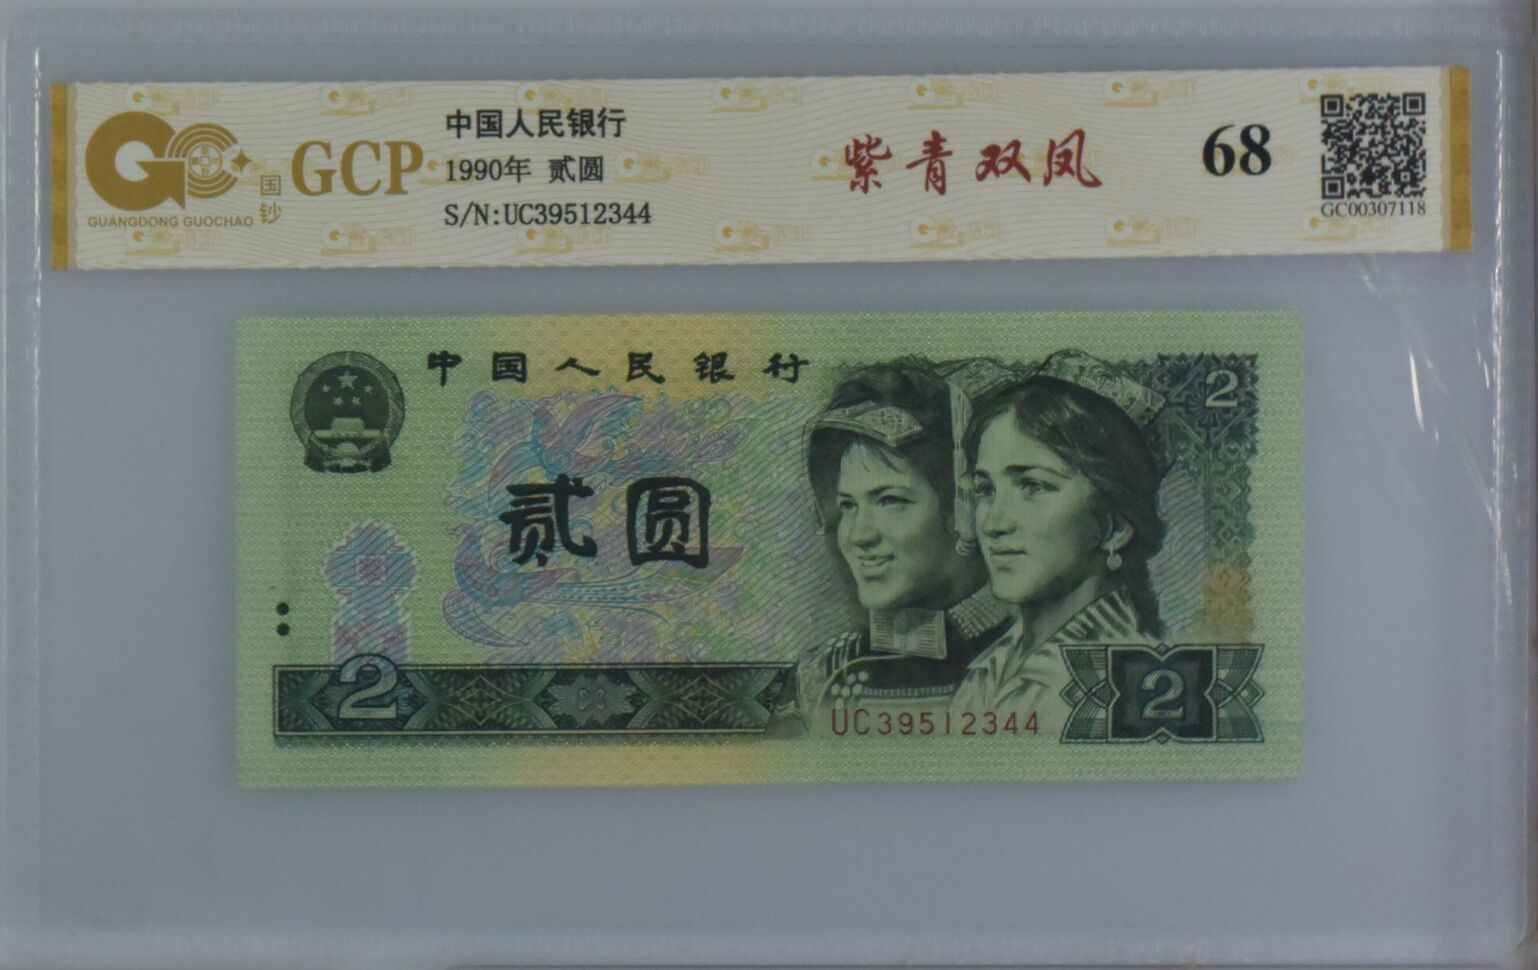 GUANGDONG GUOCHAO
国钞
GCP
中国人民银行
1990年 贰圆
S/N:UC39512344
紫青双凤
68
GC00307118
中国人民银行
2
贰圆
2
UC39512344
2